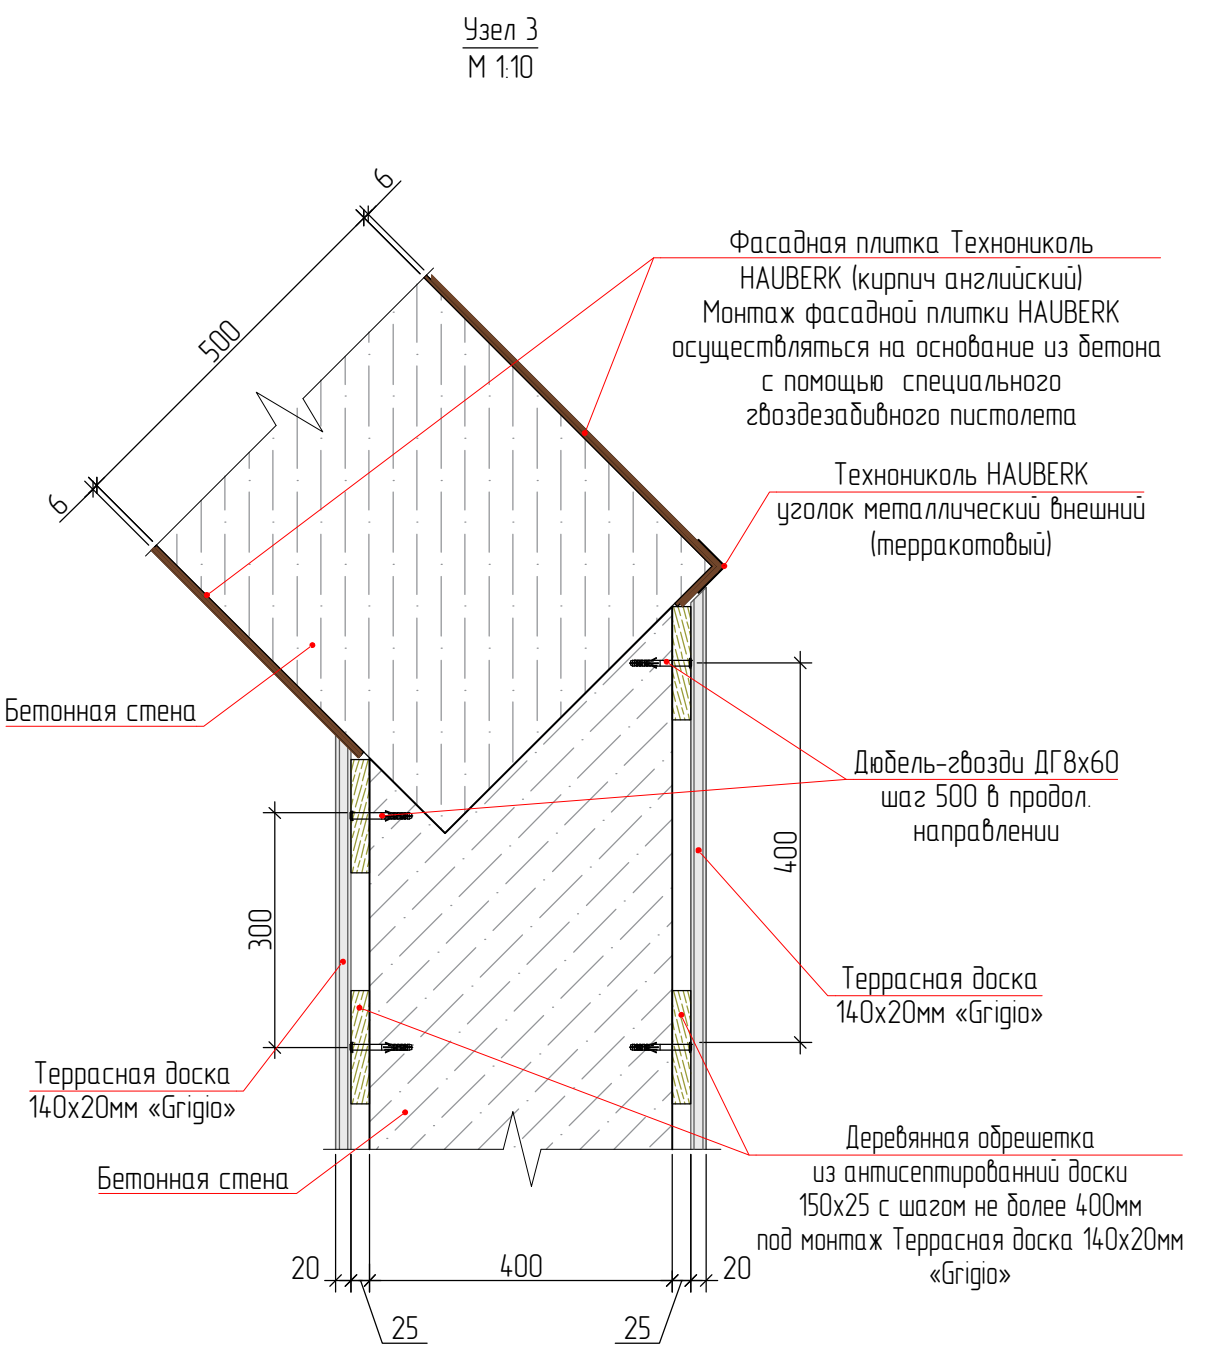 Узел 3
М 1:10
6
500
6
Фасадная плитка Технониколь
HAUBERK (кирпич английский)
Монтаж фасадной плитки HAUBERK
осуществляться на основание из бетона
с помощью специального
гвоздезабивного пистолета
Технониколь HAUBERK
уголок металлический внешний
(терракотовый)
Бетонная стена
Дюбель-гвозди ДГ8х60
шаг 500 в продол.
направлении
400
300
Террасная доска
140х20мм «Grigio»
Террасная доска
140х20мм «Grigio»
Бетонная стена
Деревянная обрешетка
из антисептированний доски
150х25 с шагом не более 400мм
под монтаж Террасная доска 140х20мм
«Grigio»
20
400
20
25
25